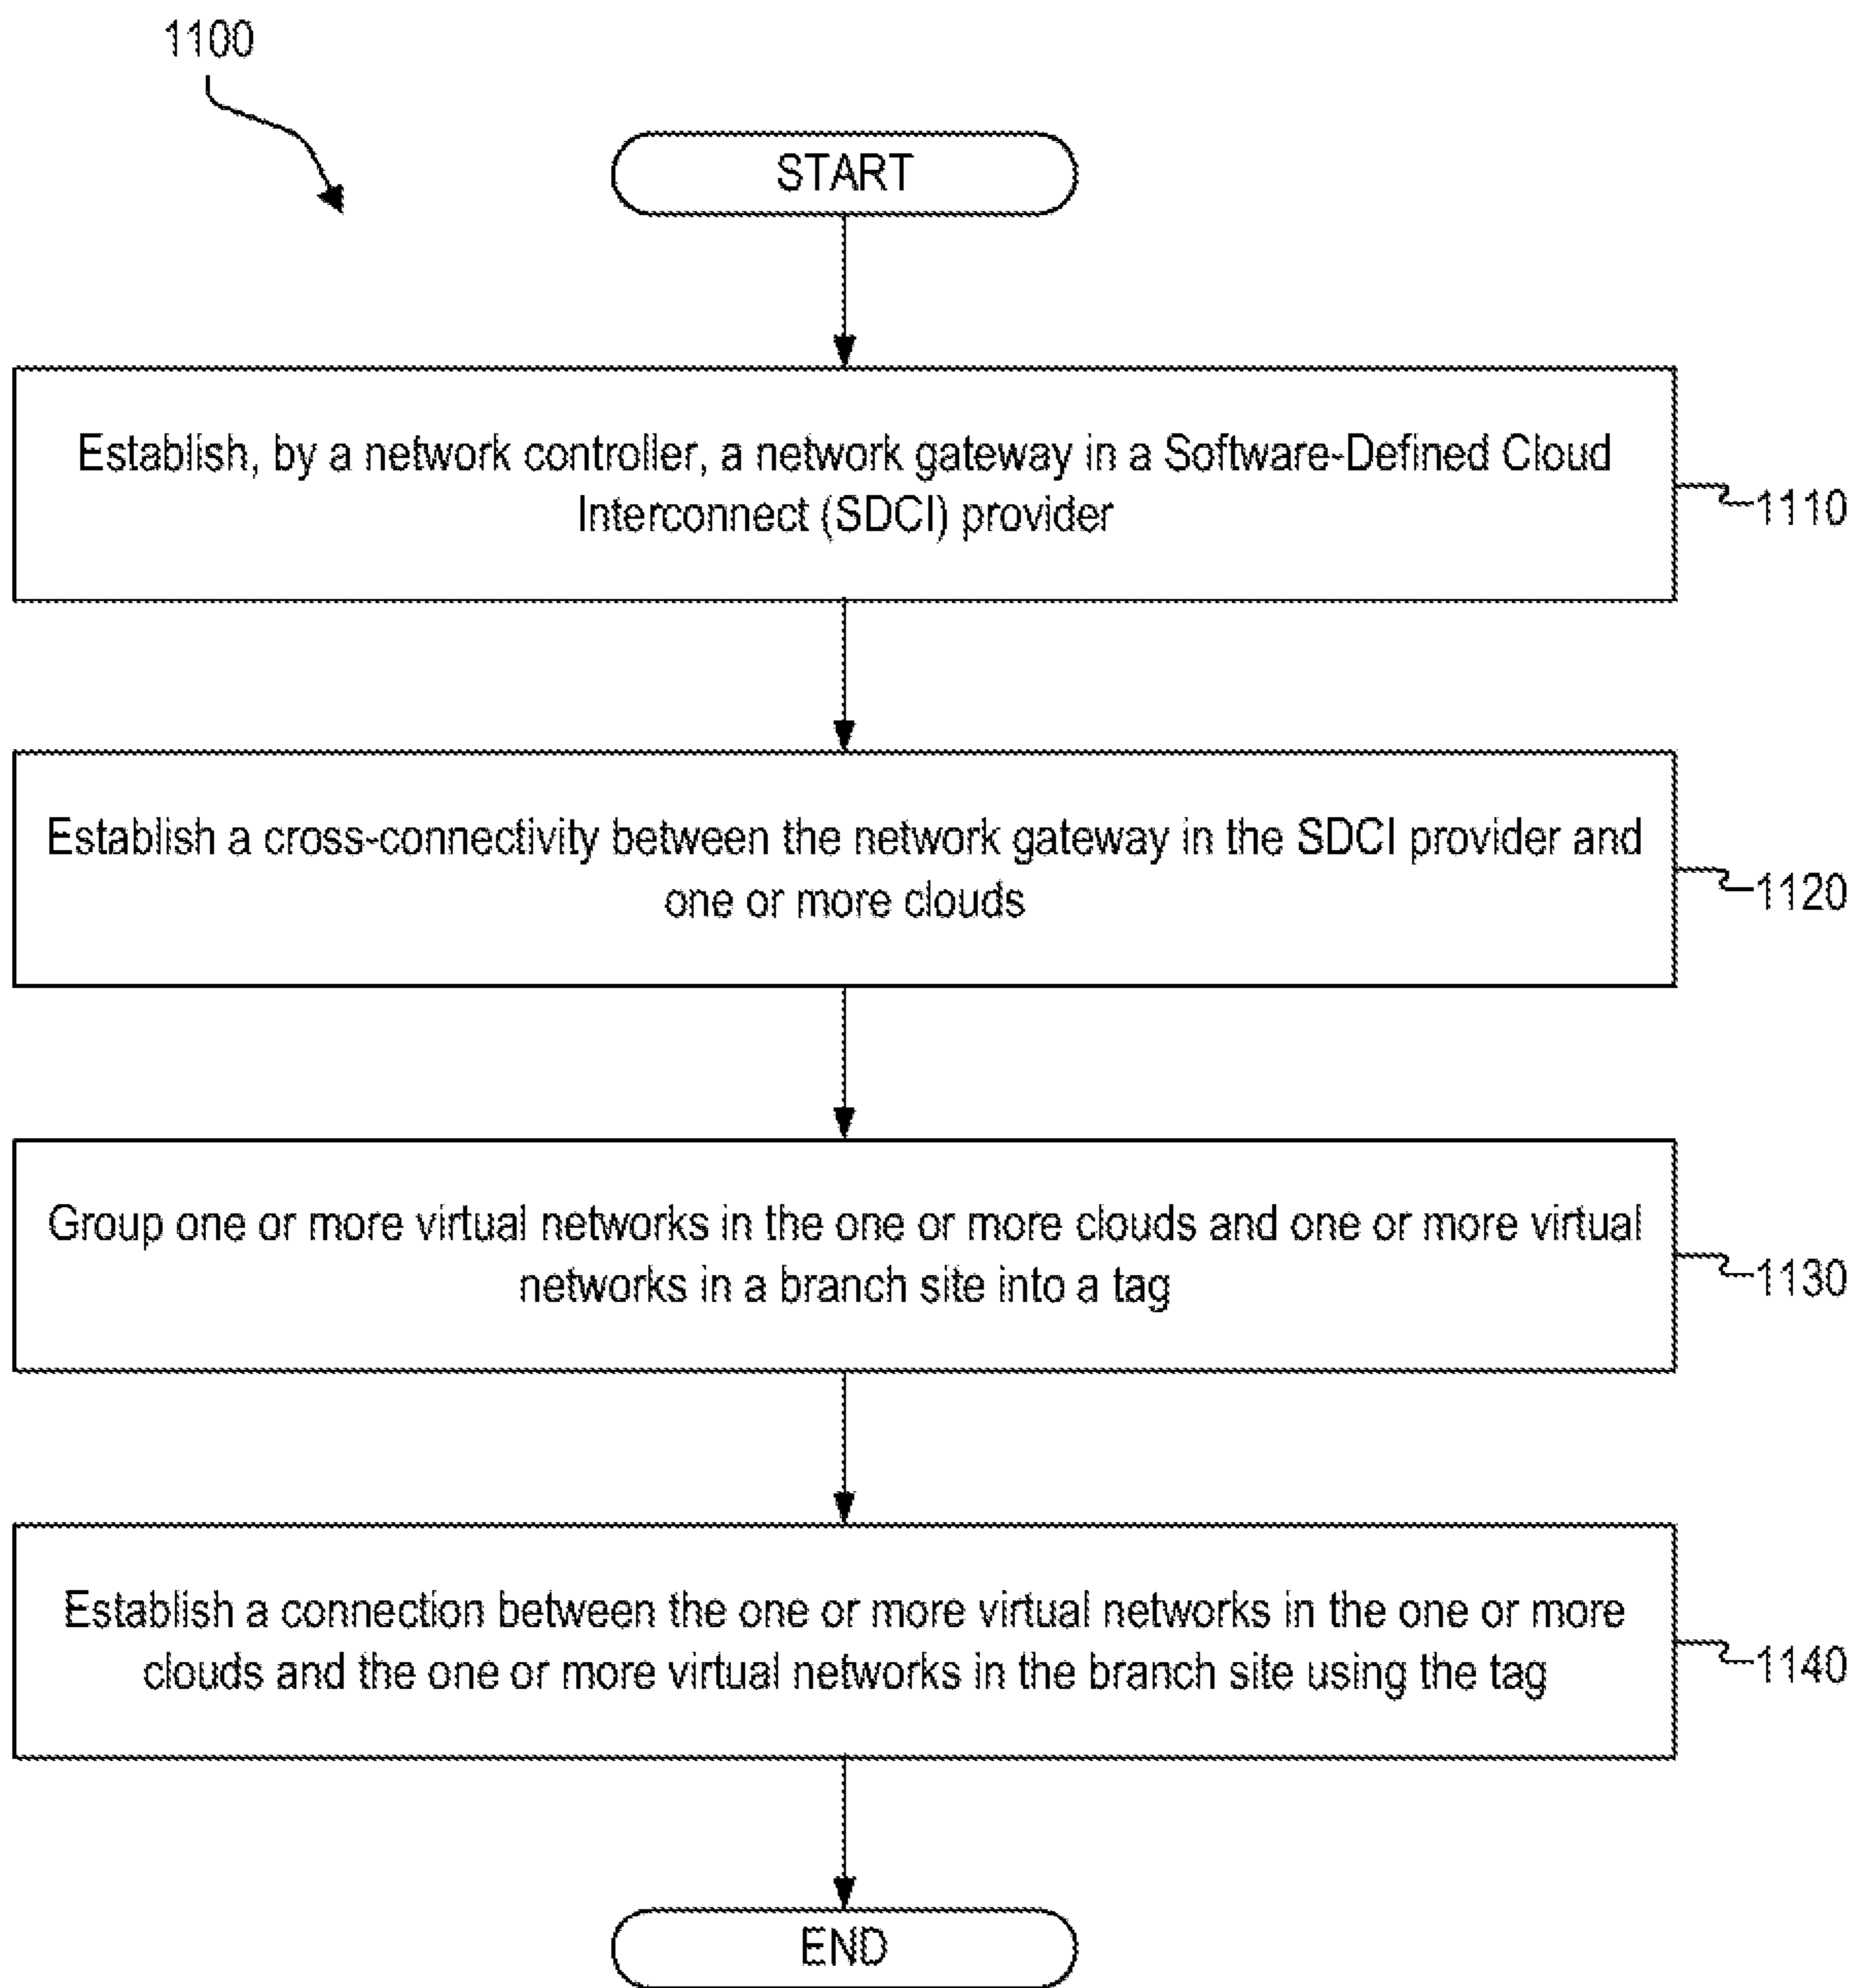 1100
START
Establish, by a network controller, a network gateway in a Software-Defined Cloud
Interconnect (SDCI) provider
1110
Establish a cross-connectivity between the network gateway in the SDCI provider and
one or more clouds
1120
Group one or more virtual networks in the one or more clouds and one or more virtual
networks in a branch site into a tag
1130
Establish a connection between the one or more virtual networks in the one or more
clouds and the one or more virtual networks in the branch site using the tag
1140
END